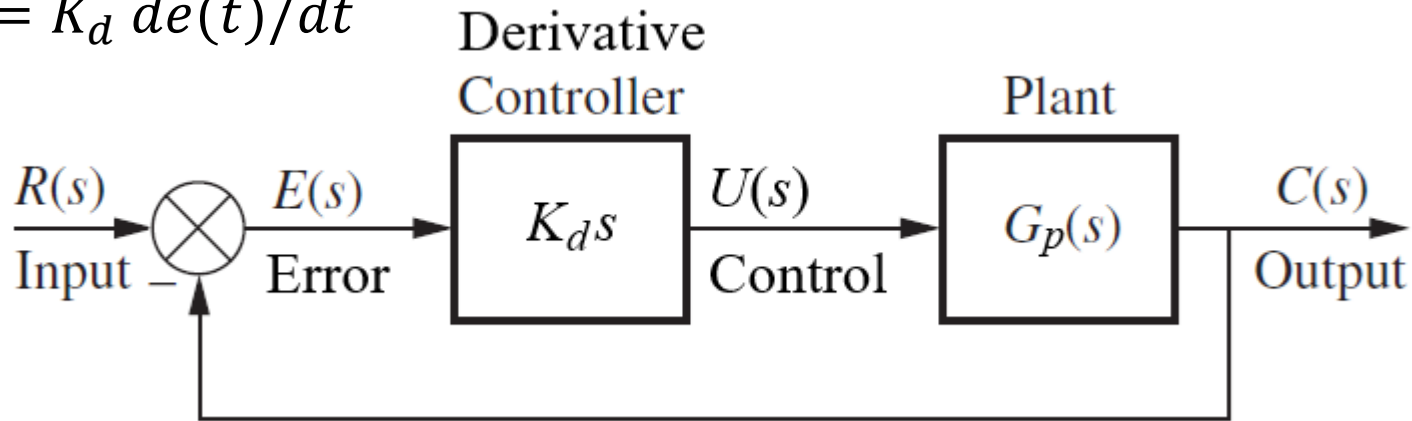 = K_d de(t)/dt
Derivative
Controller
Plant
R(s)
E(s)
K_d s
U(s)
G_p(s)
C(s)
Input –
Error
Control
Output